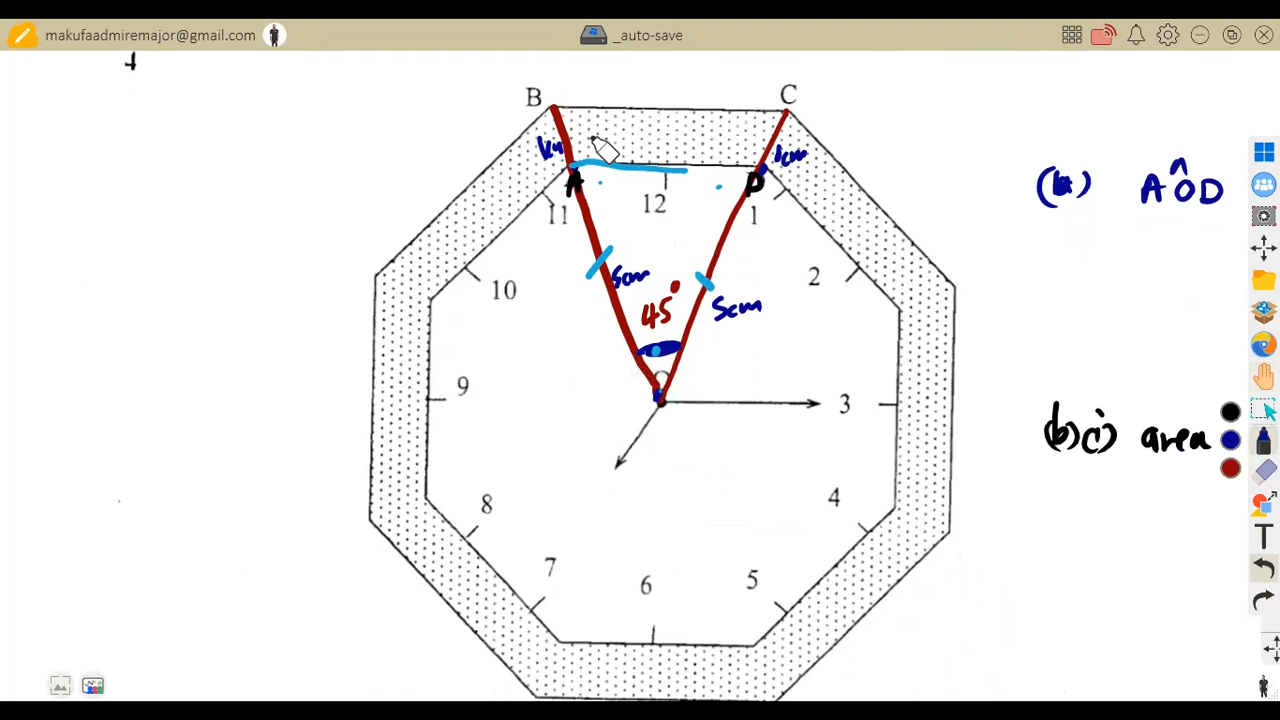 makufaadmiremajor@gmail.com
_auto-save
B
C
1cm
A
D
11
12
1
(a) AÔD
10
2
5cm
45°
5cm
O
9
3
(b)(i) area
8
4
7
6
5
T